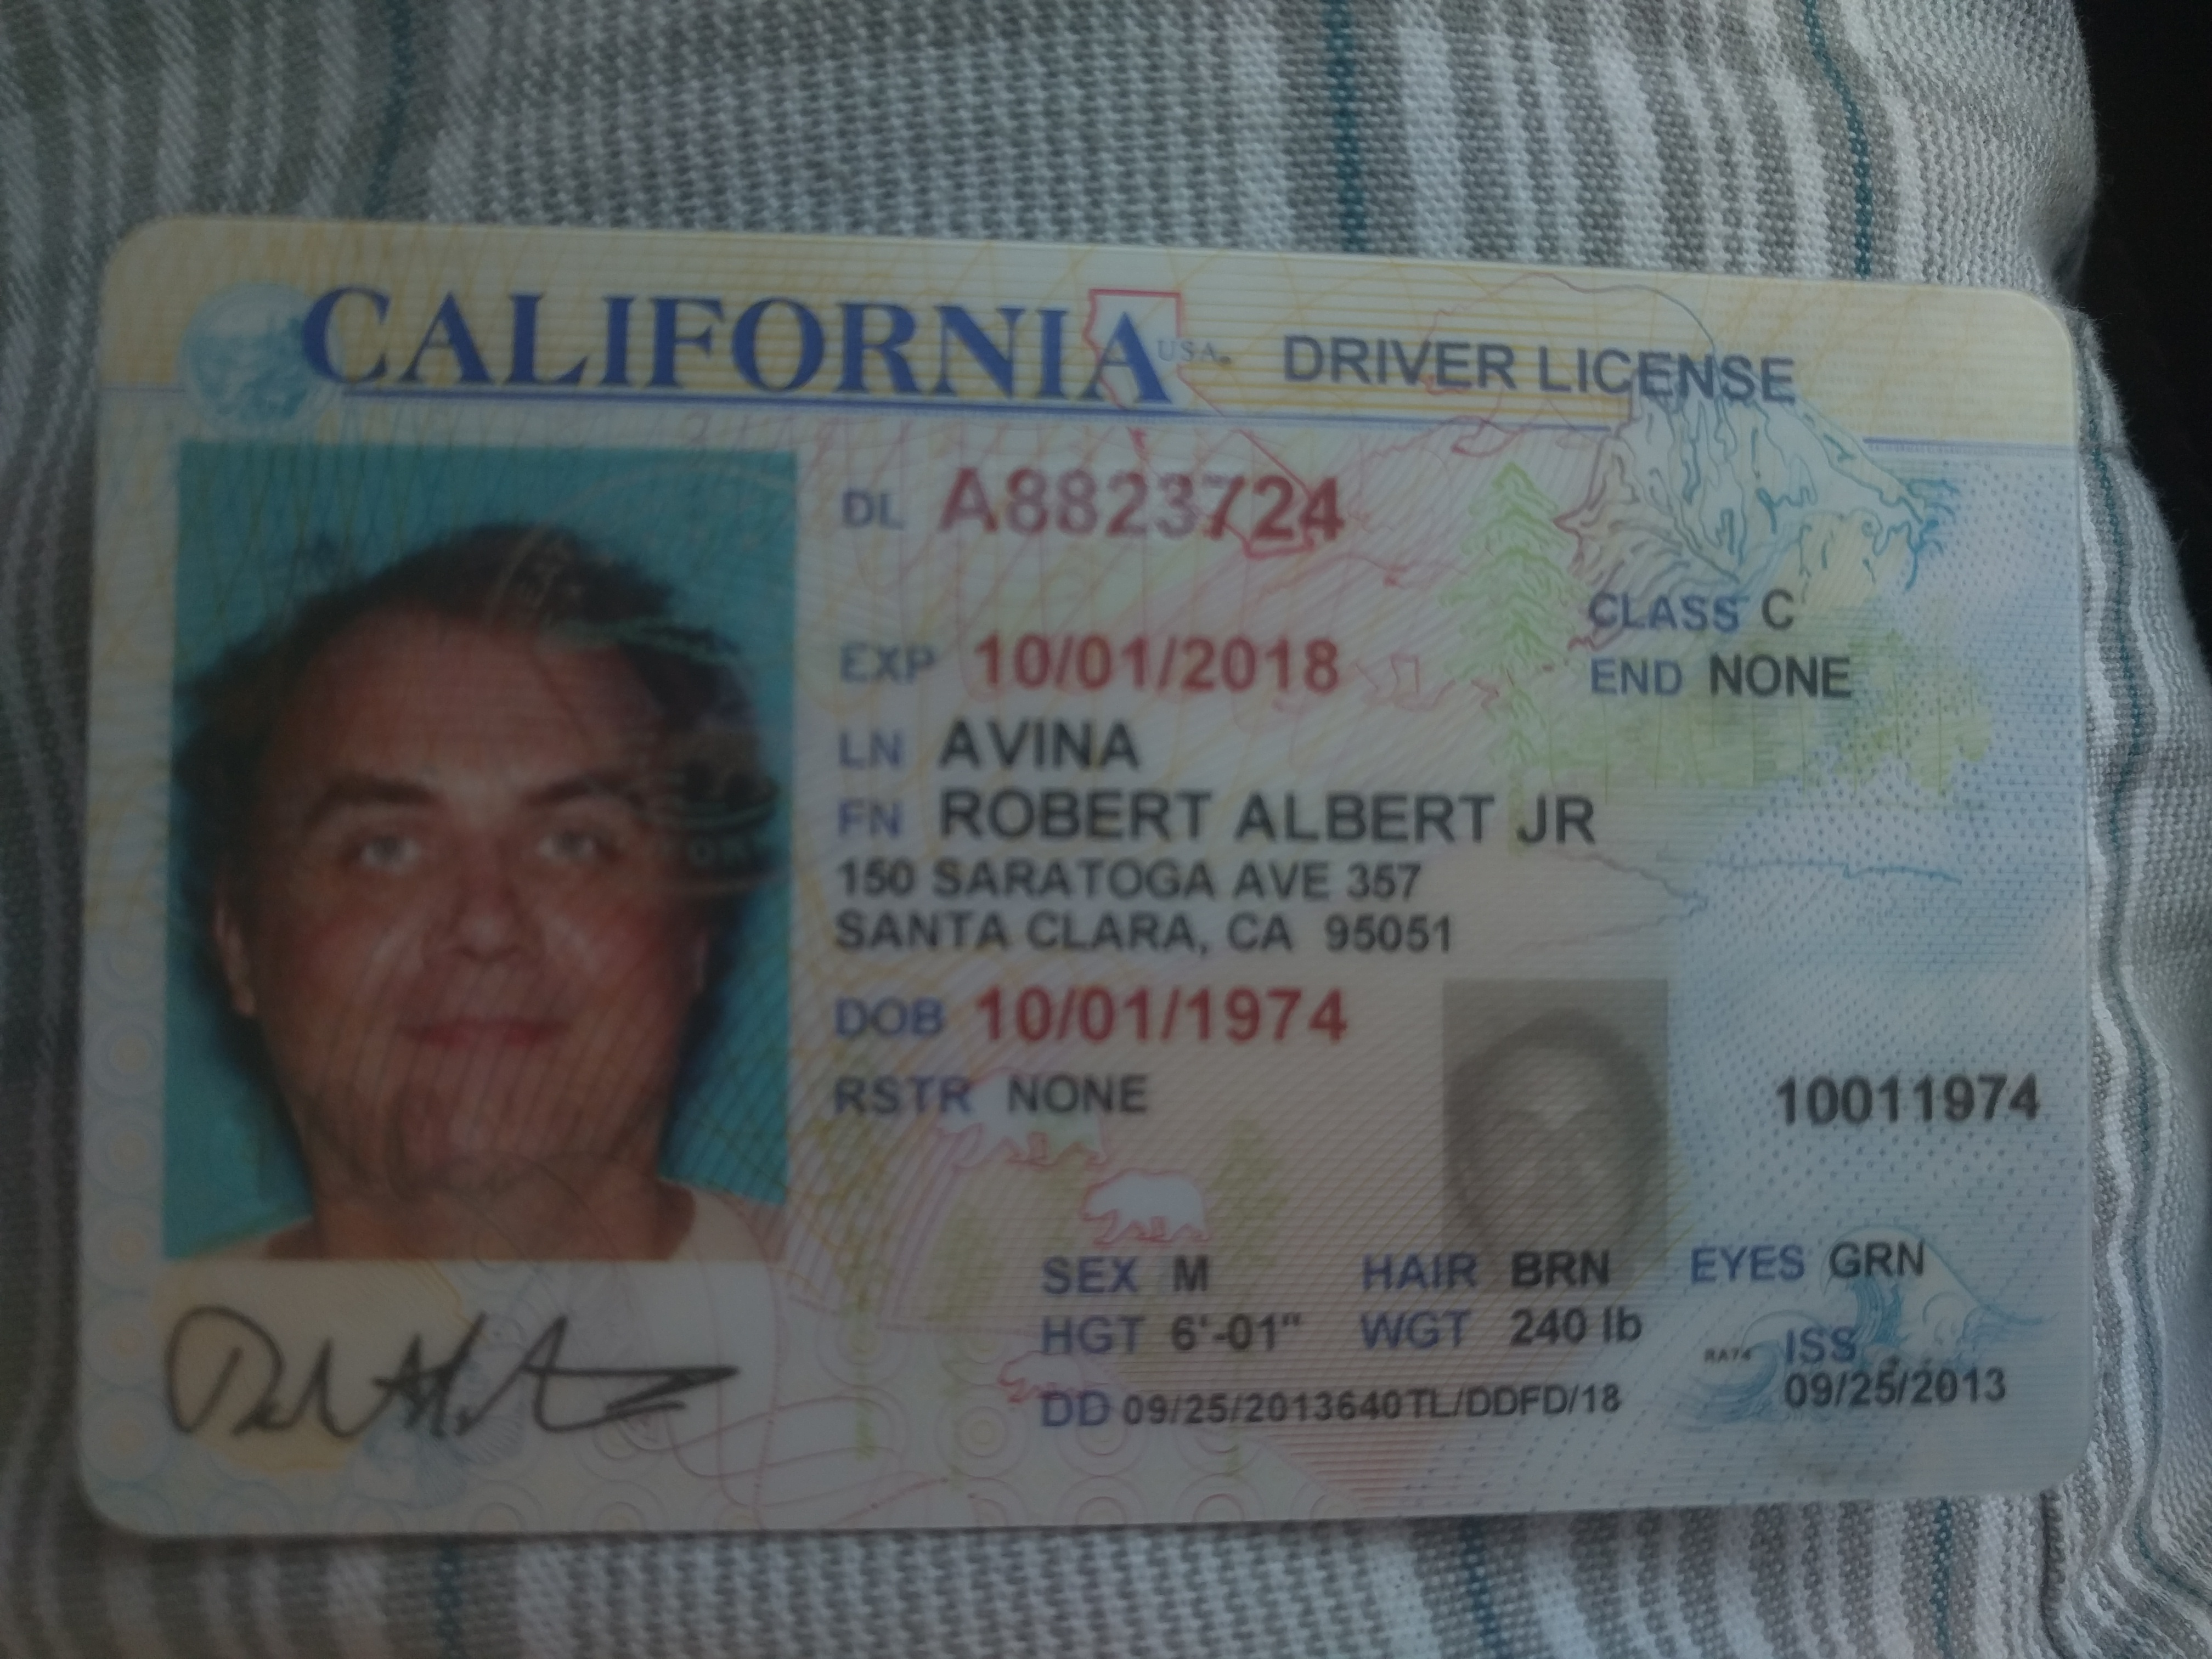 CALIFORNIA USA DRIVER LICENSE
DL A8823724
CLASS C
EXP 10/01/2018
END NONE
LN AVINA
FN ROBERT ALBERT JR
150 SARATOGA AVE 357
SANTA CLARA, CA 95051
DOB 10/01/1974
RSTR NONE
10011974
SEX M HAIR BRN EYES GRN
HGT 6'-01" WGT 240 lb
RA74 ISS
DD 09/25/2013640TL/DDFD/18
09/25/2013